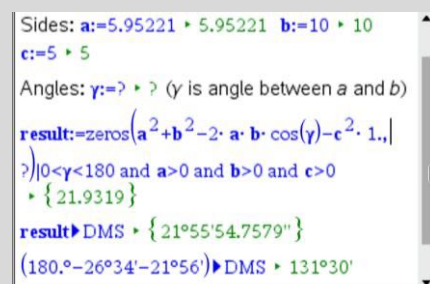 Sides: a:=5.95221 ▸ 5.95221 b:=10 ▸ 10
c:=5 ▸ 5
Angles: γ:=? ▸ ? (γ is angle between a and b)
result:=zeros(a²+b²−2· a· b· cos(γ)−c²· 1.,
?)|0<γ<180 and a>0 and b>0 and c>0
▸ {21.9319}
result▸DMS ▸ {21°55'54.7579"}
(180.°−26°34'−21°56')▸DMS ▸ 131°30'